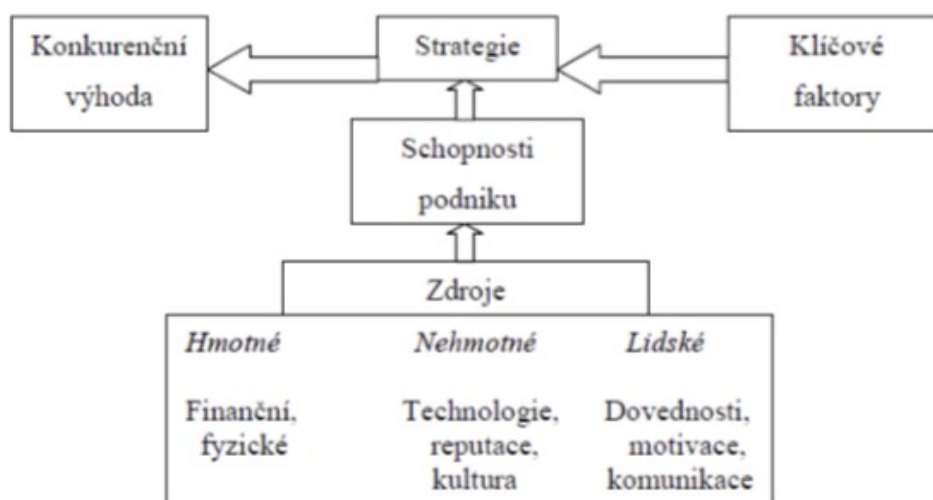 Konkurenční
výhoda
Strategie
Klíčové
faktory
Schopnosti
podniku
Zdroje
Hmotné
Nehmotné
Lidské
Finanční,
fyzické
Technologie,
reputace,
kultura
Dovednosti,
motivace,
komunikace